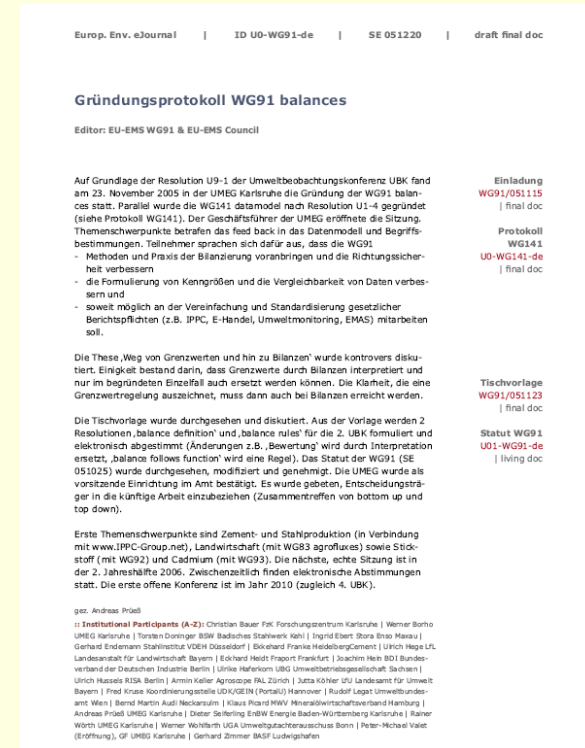 Europ. Env. eJournal | ID U0-WG91-de | SE 051220 | draft final doc
Gründungsprotokoll WG91 balances
Editor: EU-EMS WG91 & EU-EMS Council
Auf Grundlage der Resolution U9-1 der Umweltbeobachtungskonferenz UBK fand
am 23. November 2005 in der UMEG Karlsruhe die Gründung der WG91 balan-
ces statt. Parallel wurde die WG141 datamodel nach Resolution U1-4 gegründet
(siehe Protokoll WG141). Der Geschäftsführer der UMEG eröffnete die Sitzung.
Themenschwerpunkte betrafen das feed back in das Datenmodell und Begriffs-
bestimmungen. Teilnehmer sprachen sich dafür aus, dass die WG91
- Methoden und Praxis der Bilanzierung voranbringen und die Richtungssicher-
heit verbessern
- die Formulierung von Kenngrößen und die Vergleichbarkeit von Daten verbes-
sern und
- soweit möglich an der Vereinfachung und Standardisierung gesetzlicher
Berichtspflichten (z.B. IPPC, E-Handel, Umweltmonitoring, EMAS) mitarbeiten
soll.
Einladung
WG91/051115
| final doc
Protokoll
WG141
U0-WG141-de
| final doc
Die These ‚Weg von Grenzwerten und hin zu Bilanzen' wurde kontrovers disku-
tiert. Einigkeit bestand darin, dass Grenzwerte durch Bilanzen interpretiert und
nur im begründeten Einzelfall auch ersetzt werden können. Die Klarheit, die eine
Grenzwertregelung auszeichnet, muss dann auch bei Bilanzen erreicht werden.
Die Tischvorlage wurde durchgesehen und diskutiert. Aus der Vorlage werden 2
Resolutionen ‚balance definition' und ‚balance rules' für die 2. UBK formuliert und
elektronisch abgestimmt (Änderungen z.B. ‚Bewertung' wird durch Interpretation
ersetzt, ‚balance follows function' wird eine Regel). Das Statut der WG91 (SE
051025) wurde durchgesehen, modifiziert und genehmigt. Die UMEG wurde als
vorsitzende Einrichtung im Amt bestätigt. Es wurde gebeten, Entscheidungsträ-
ger in die künftige Arbeit einzubeziehen (Zusammentreffen von bottom up und
top down).
Tischvorlage
WG91/051123
| final doc
Statut WG91
U01-WG91-de
| living doc
Erste Themenschwerpunkte sind Zement- und Stahlproduktion (in Verbindung
mit www.IPPC-Group.net), Landwirtschaft (mit WG83 agrofluxes) sowie Stick-
stoff (mit WG92) und Cadmium (mit WG93). Die nächste, echte Sitzung ist in
der 2. Jahreshälfte 2006. Zwischenzeitlich finden elektronische Abstimmungen
statt. Die erste offene Konferenz ist im Jahr 2010 (zugleich 4. UBK).
gez. Andreas Prüeß
:: Institutional Participants (A-Z): Christian Bauer FzK Forschungszentrum Karlsruhe | Werner Borho
UMEG Karlsruhe | Torsten Doninger BSW Badisches Stahlwerk Kehl | Ingrid Ebert Stora Enso Maxau |
Gerhard Endemann Stahlinstitut VDEH Düsseldorf | Ekkehard Franke HeidelbergCement | Ulrich Hege LfL
Landesanstalt für Landwirtschaft Bayern | Eckhard Heidt Fraport Frankfurt | Joachim Hein BDI Bundes-
verband der Deutschen Industrie Berlin | Ulrike Haferkorn UBG Umweltbetriebsgesellschaft Sachsen |
Ulrich Hussels RISA Berlin | Armin Keller Agroscope FAL Zürich | Jutta Köhler LfU Landesamt für Umwelt
Bayern | Fred Kruse Koordinierungsstelle UDK/GEIN (PortalU) Hannover | Rudolf Legat Umweltbundes-
amt Wien | Bernd Martin Audi Neckarsulm | Klaus Picard MWV Mineralölwirtschaftsverband Hamburg |
Andreas Prüeß UMEG Karlsruhe | Dieter Seiferling EnBW Energie Baden-Württemberg Karlsruhe | Rainer
Wörth UMEG Karlsruhe | Werner Wohlfarth UGA Umweltgutachterausschuss Bonn | Peter-Michael Valet
(Eröffnung), GF UMEG Karlsruhe | Gerhard Zimmer BASF Ludwigshafen